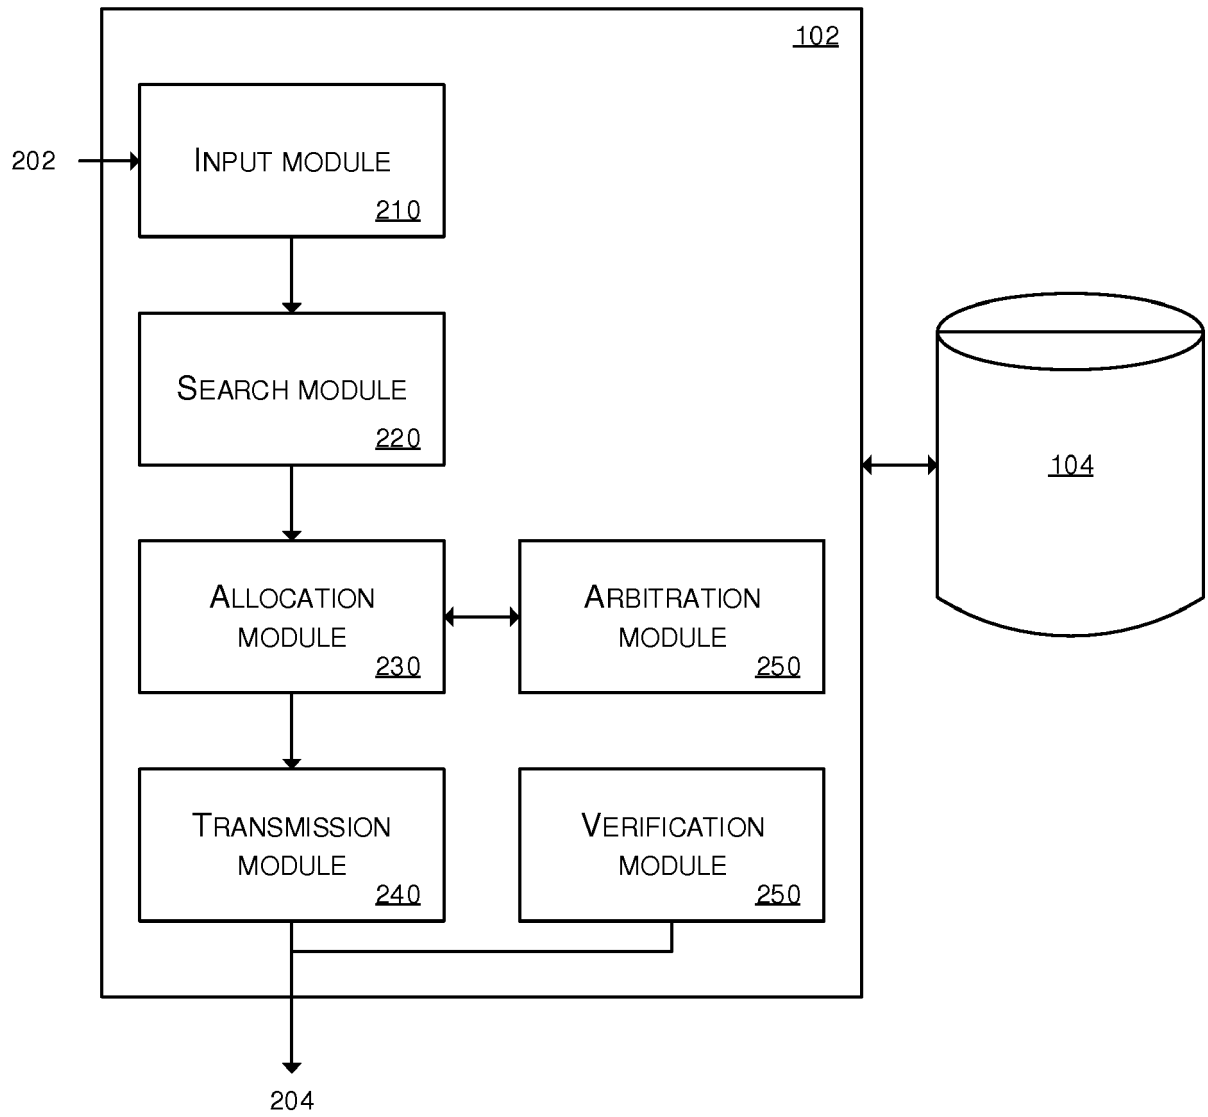 102
202
INPUT MODULE
210
SEARCH MODULE
220
104
ALLOCATION
MODULE
230
ARBITRATION
MODULE
250
TRANSMISSION
MODULE
240
VERIFICATION
MODULE
250
204